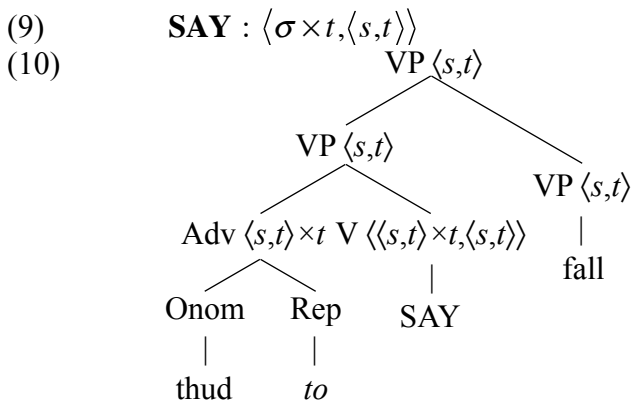 (9) SAY : ⟨σ×t,⟨s,t⟩⟩
(10) VP ⟨s,t⟩
VP ⟨s,t⟩
VP ⟨s,t⟩
Adv ⟨s,t⟩×t V ⟨⟨s,t⟩×t,⟨s,t⟩⟩
fall
Onom Rep SAY
thud to